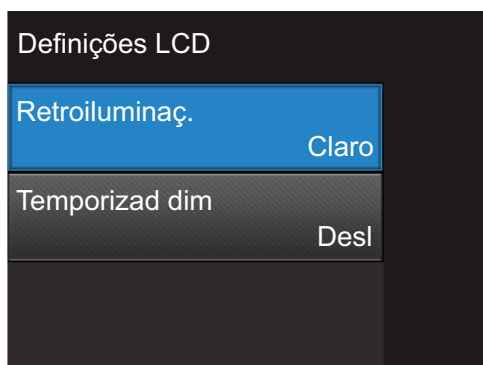 Definições LCD
Retroiluminaç.
Claro
Temporizad dim
Desl